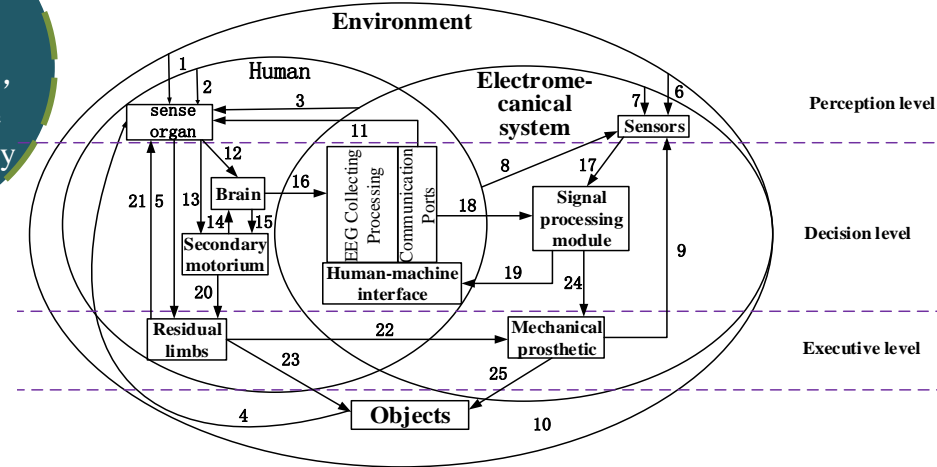 ,
y
Environment
Human
Electrome-
canical
system
1
2
3
6
7
sense
organ
Sensors
Perception level
11
12
8
17
EEG Collecting
Processing
Communication
Ports
16
Brain
21
5
13
14
15
18
Signal
processing
module
Decision level
9
Secondary
motorium
Human-machine
interface
19
24
20
Residual
limbs
22
Mechanical
prosthetic
Executive level
23
25
4
Objects
10